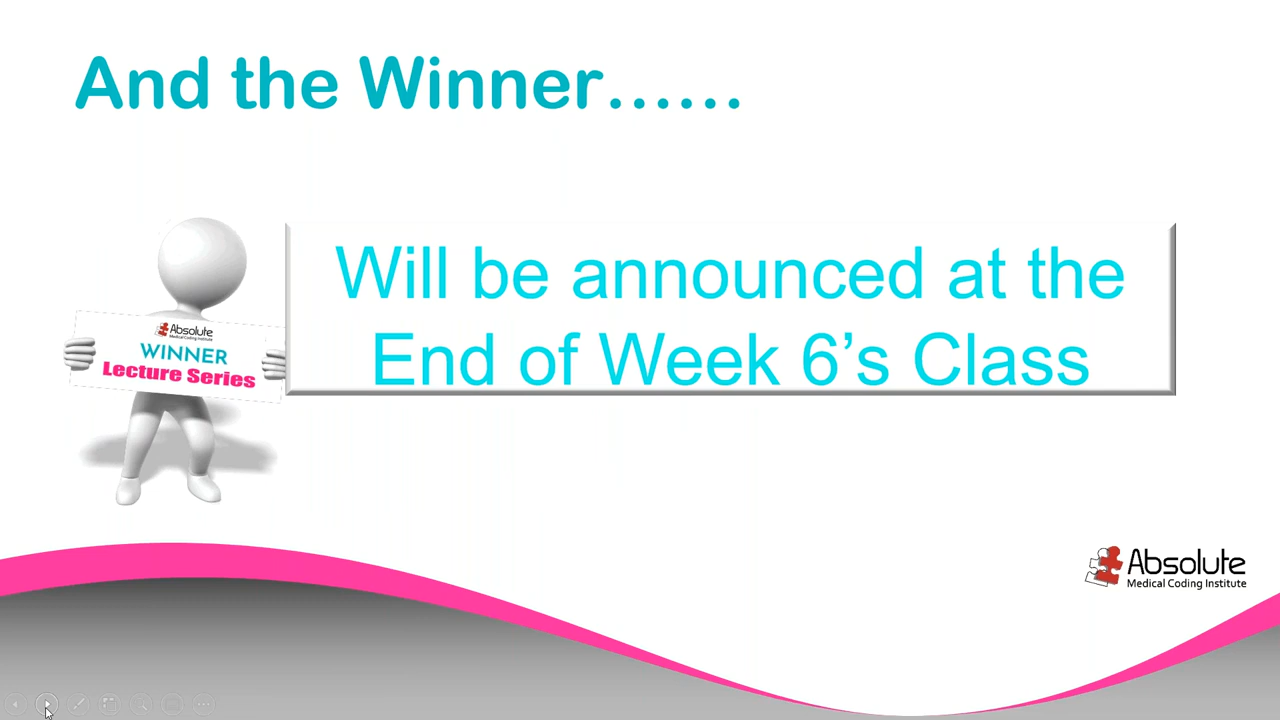 And the Winner……
Will be announced at the
End of Week 6’s Class
Absolute
Medical Coding Institute
WINNER
Lecture Series
Absolute
Medical Coding Institute